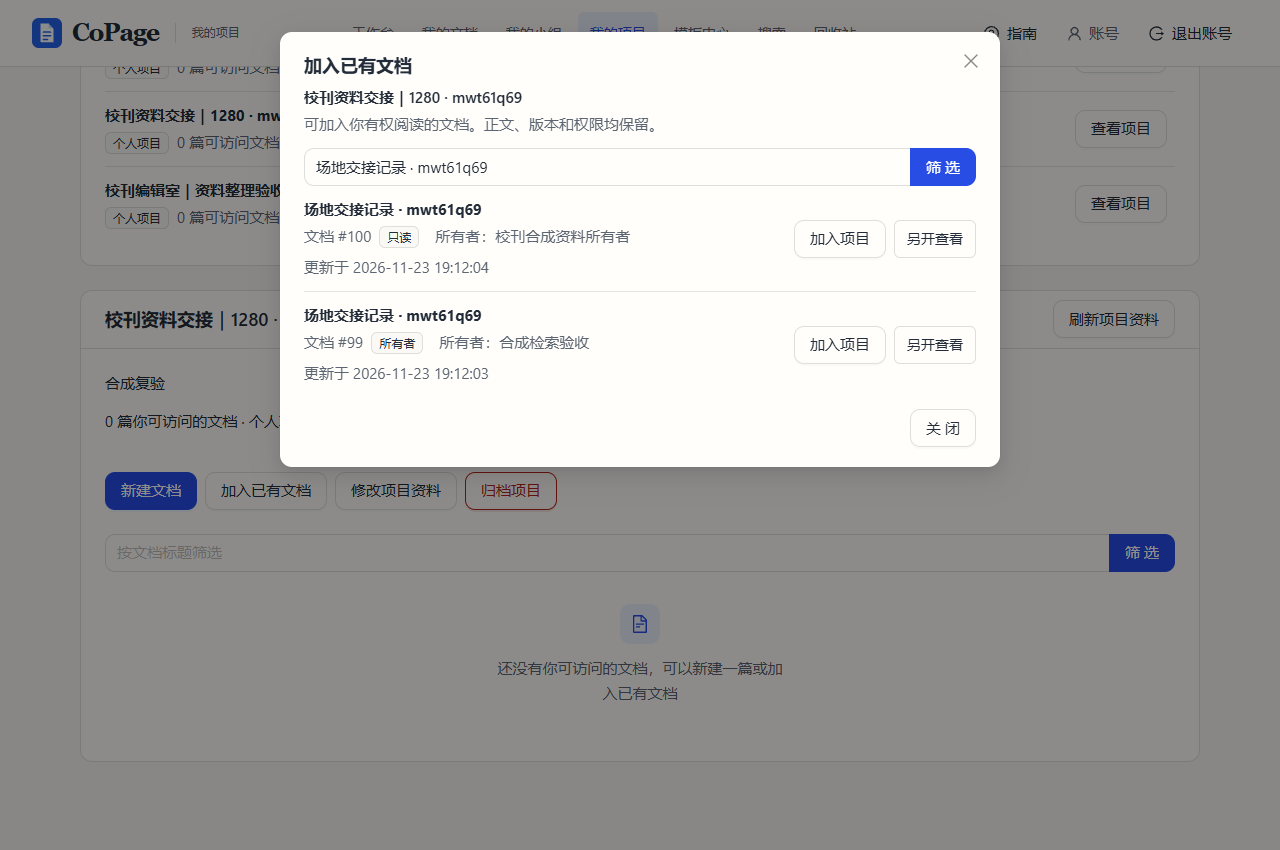 CoPage
我的项目
工作台 我的文档 我的小组 我的项目 模板中心 搜索 回收站
指南 账号 退出账号
个人项目 0 篇可访问文档
校刊资料交接 | 1280 · mw
个人项目 0 篇可访问文档
查看项目
校刊编辑室 | 资料整理验收
个人项目 0 篇可访问文档
查看项目
加入已有文档
校刊资料交接 | 1280 · mwt61q69
可加入你有权阅读的文档。正文、版本和权限均保留。
场地交接记录 · mwt61q69
筛 选
场地交接记录 · mwt61q69
文档 #100 只读 所有者：校刊合成资料所有者
更新于 2026-11-23 19:12:04
加入项目 另开查看
场地交接记录 · mwt61q69
文档 #99 所有者 所有者：合成检索验收
更新于 2026-11-23 19:12:03
加入项目 另开查看
关 闭
校刊资料交接 | 1280 ·
刷新项目资料
合成复验
0 篇你可访问的文档 · 个人
新建文档 加入已有文档 修改项目资料 归档项目
按文档标题筛选
筛 选
还没有你可访问的文档，可以新建一篇或加
入已有文档